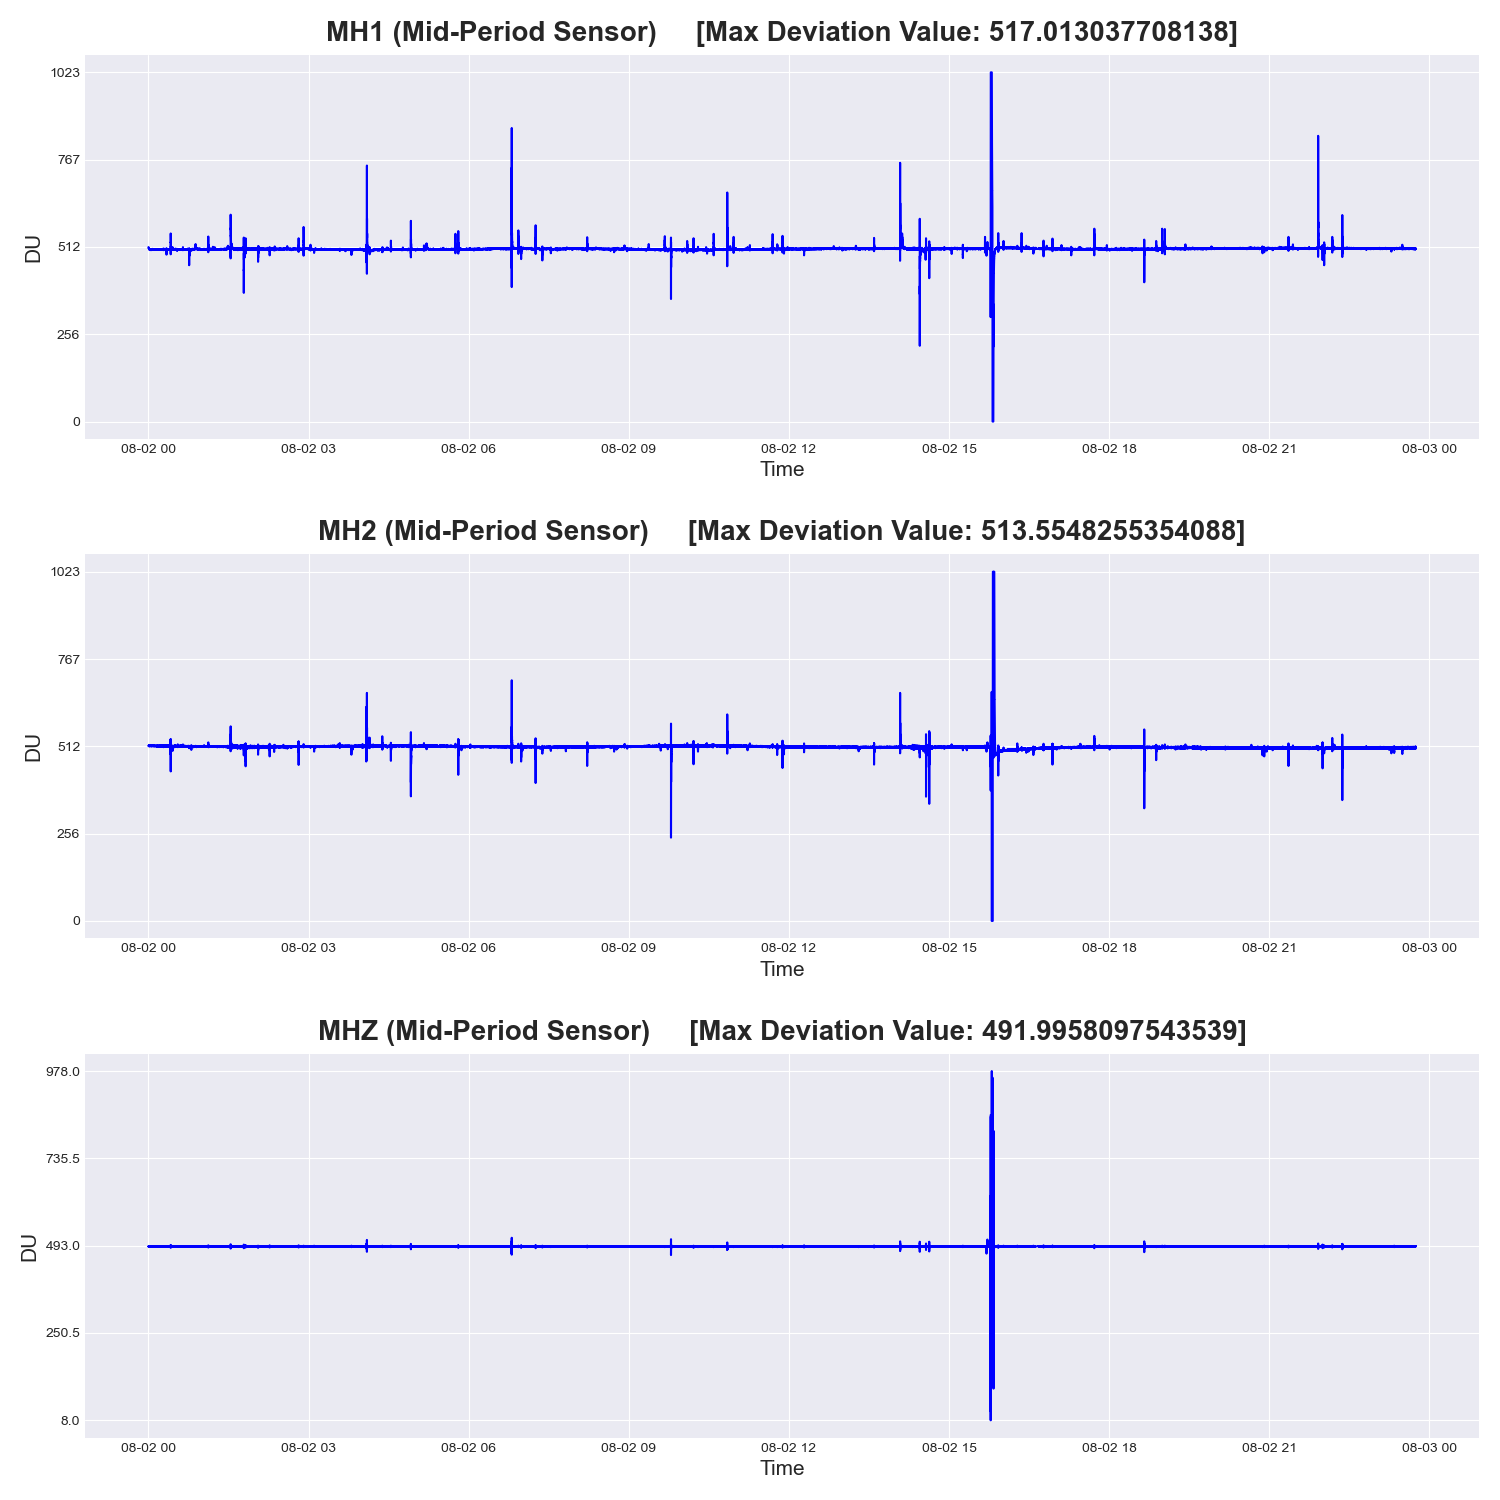 MH1 (Mid-Period Sensor) [Max Deviation Value: 517.013037708138]
1023
767
512
256
0
DU
08-02 00 08-02 03 08-02 06 08-02 09 08-02 12 08-02 15 08-02 18 08-02 21 08-03 00
Time
MH2 (Mid-Period Sensor) [Max Deviation Value: 513.5548255354088]
1023
767
512
256
0
DU
08-02 00 08-02 03 08-02 06 08-02 09 08-02 12 08-02 15 08-02 18 08-02 21 08-03 00
Time
MHZ (Mid-Period Sensor) [Max Deviation Value: 491.9958097543539]
978.0
735.5
493.0
250.5
8.0
DU
08-02 00 08-02 03 08-02 06 08-02 09 08-02 12 08-02 15 08-02 18 08-02 21 08-03 00
Time